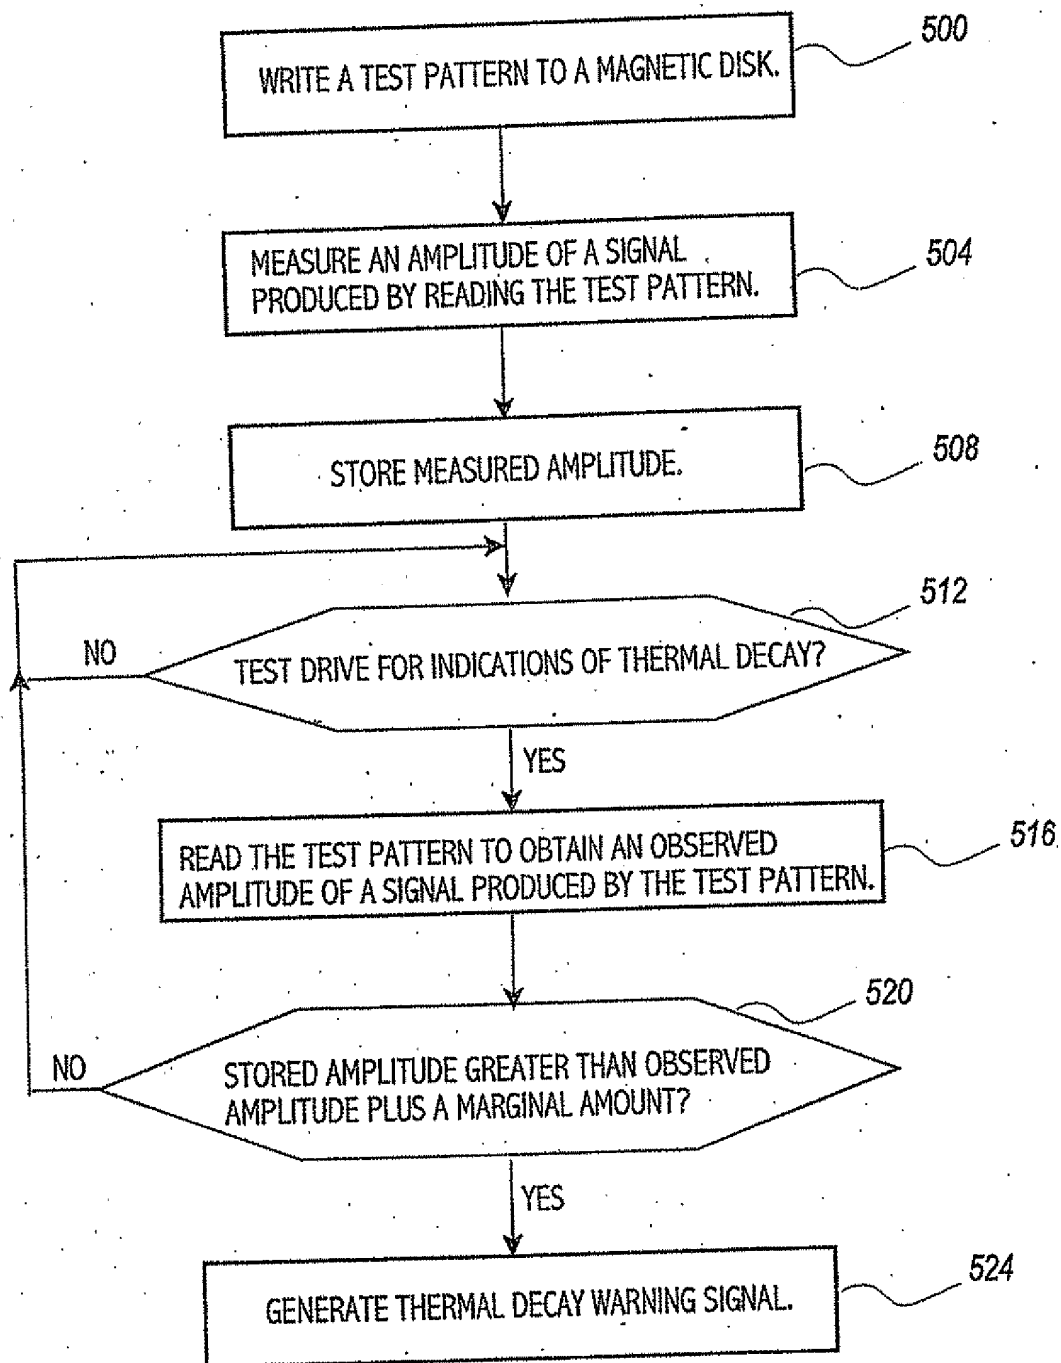 500
WRITE A TEST PATTERN TO A MAGNETIC DISK.
504
MEASURE AN AMPLITUDE OF A SIGNAL
PRODUCED BY READING THE TEST PATTERN.
508
STORE MEASURED AMPLITUDE.
512
NO
TEST DRIVE FOR INDICATIONS OF THERMAL DECAY?
YES
516
READ THE TEST PATTERN TO OBTAIN AN OBSERVED
AMPLITUDE OF A SIGNAL PRODUCED BY THE TEST PATTERN.
520
NO
STORED AMPLITUDE GREATER THAN OBSERVED
AMPLITUDE PLUS A MARGINAL AMOUNT?
YES
524
GENERATE THERMAL DECAY WARNING SIGNAL.